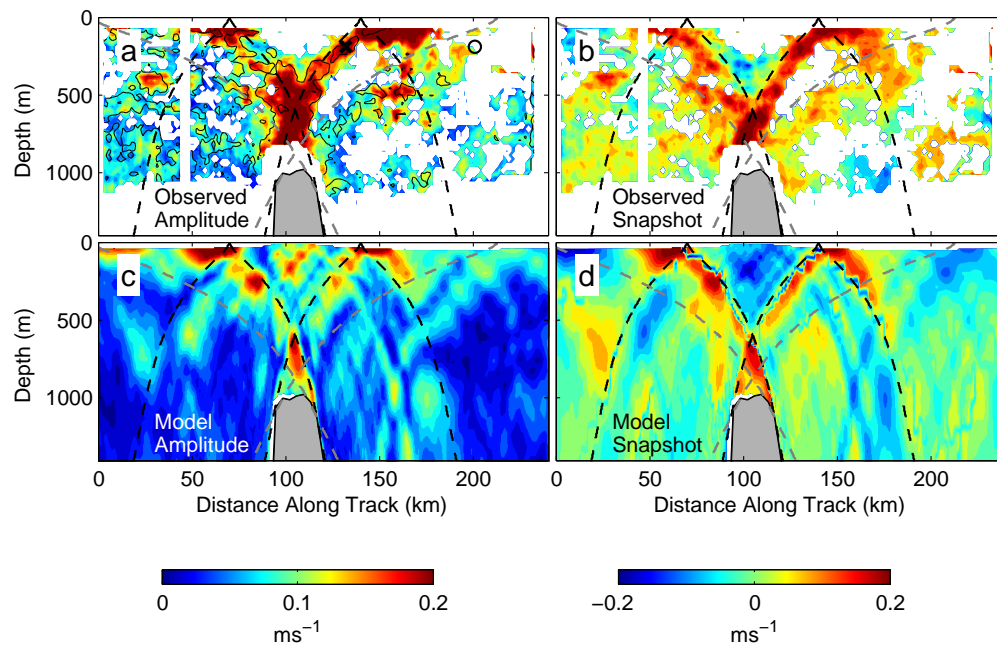 0
500
1000
Depth (m)
a
Observed
Amplitude
b
Observed
Snapshot
0
500
1000
Depth (m)
c
Model
Amplitude
d
Model
Snapshot
0 50 100 150 200
0 50 100 150 200
Distance Along Track (km)
Distance Along Track (km)
0 0.1 0.2
ms⁻¹
−0.2 0 0.2
ms⁻¹